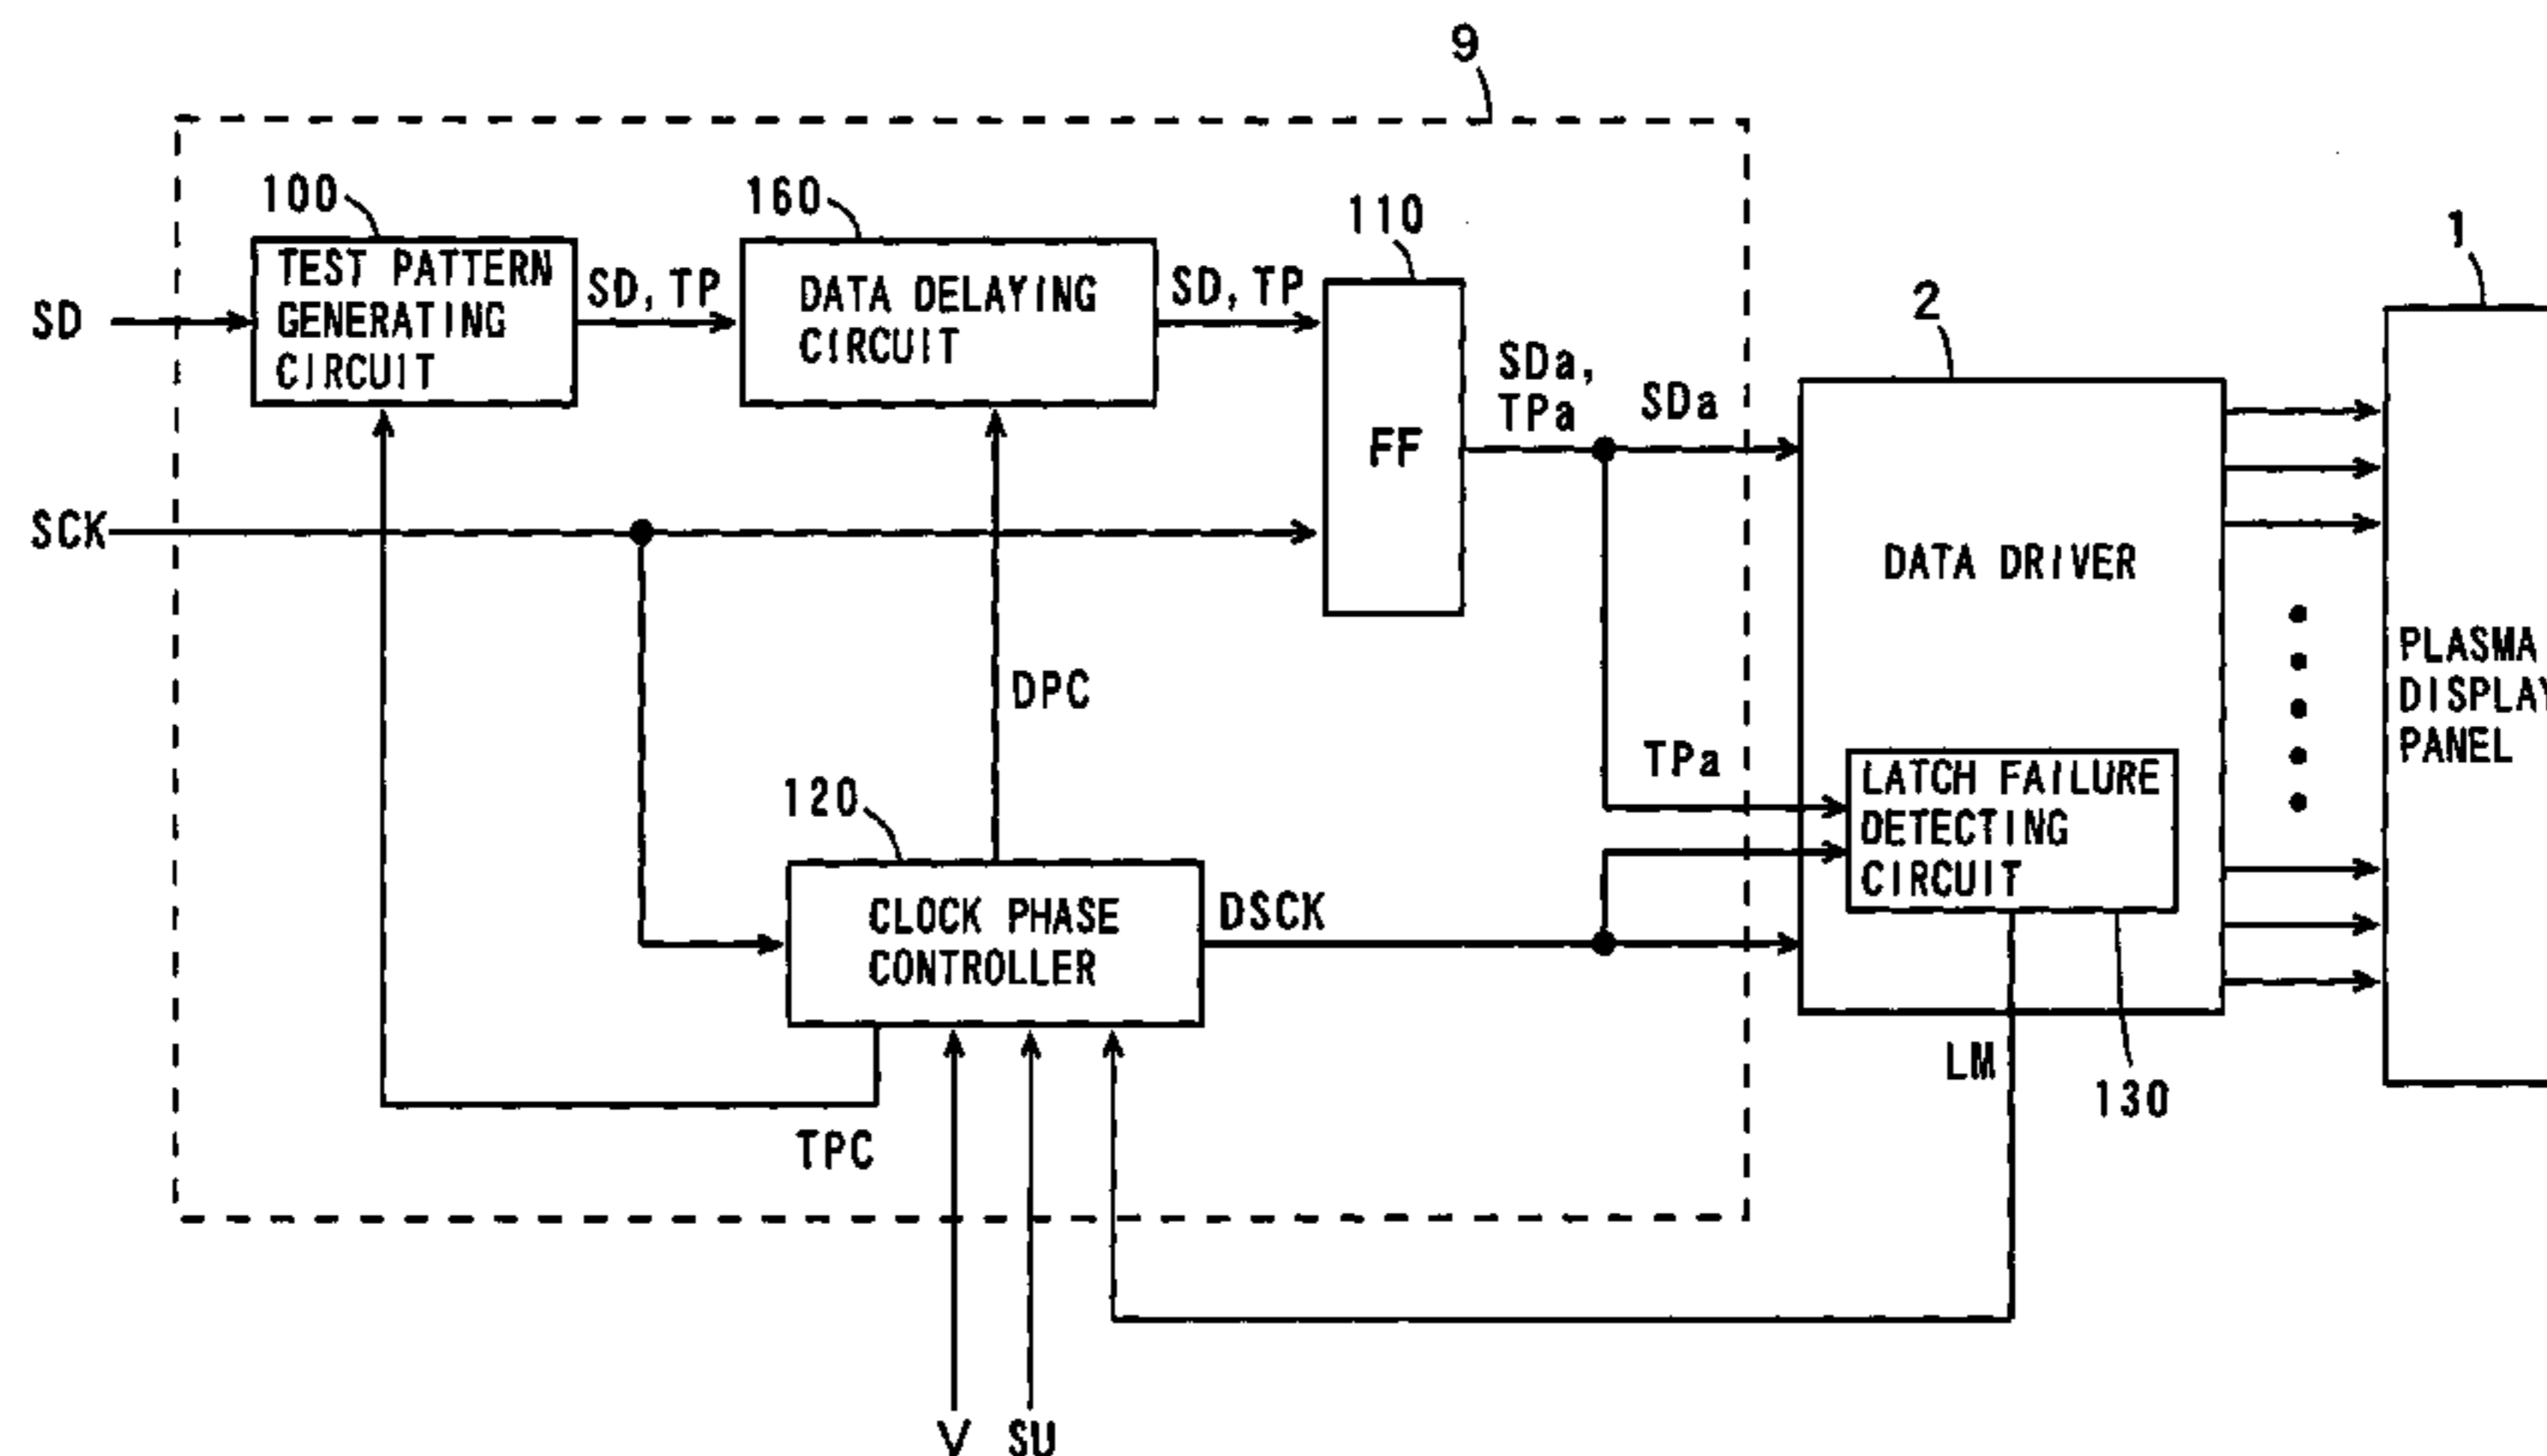 9
100
160
110
1
TEST PATTERN
GENERATING
CIRCUIT
SD, TP
DATA DELAYING
CIRCUIT
SD, TP
SD
2
SDa,
TPa
SDa
FF
SCK
DATA DRIVER
PLASMA
DISPLAY
PANEL
DPC
TPa
120
LATCH FAILURE
DETECTING
CIRCUIT
CLOCK PHASE
CONTROLLER
DSCK
LM
130
TPC
V
SU